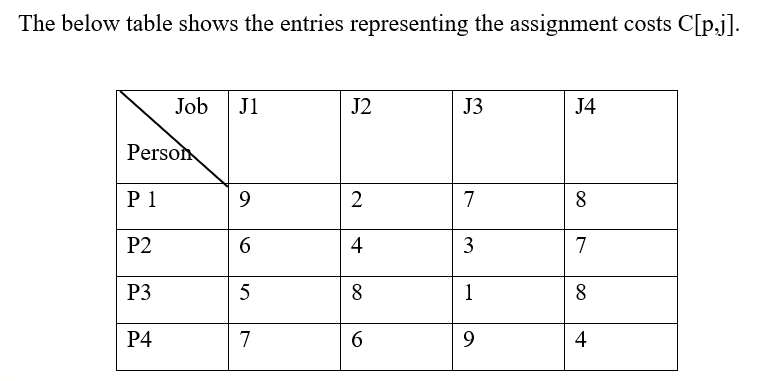 The below table shows the entries representing the assignment costs C[p,j].
Job J1 J2 J3 J4
Person
P 1 9 2 7 8
P2 6 4 3 7
P3 5 8 1 8
P4 7 6 9 4